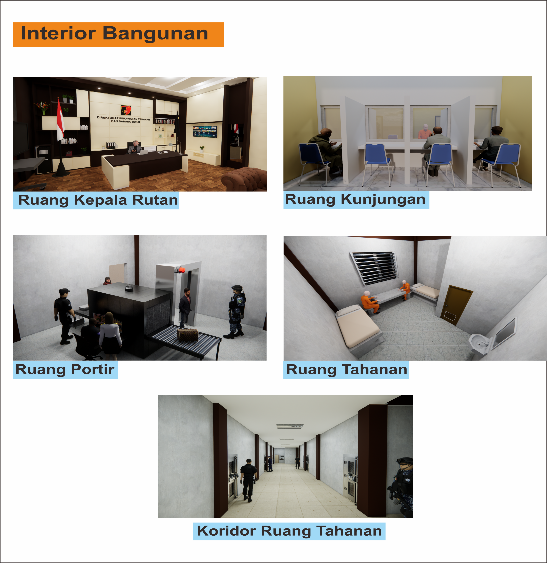 Interior Bangunan
Ruang Kepala Rutan
Ruang Kunjungan
Ruang Portir
Ruang Tahanan
Koridor Ruang Tahanan